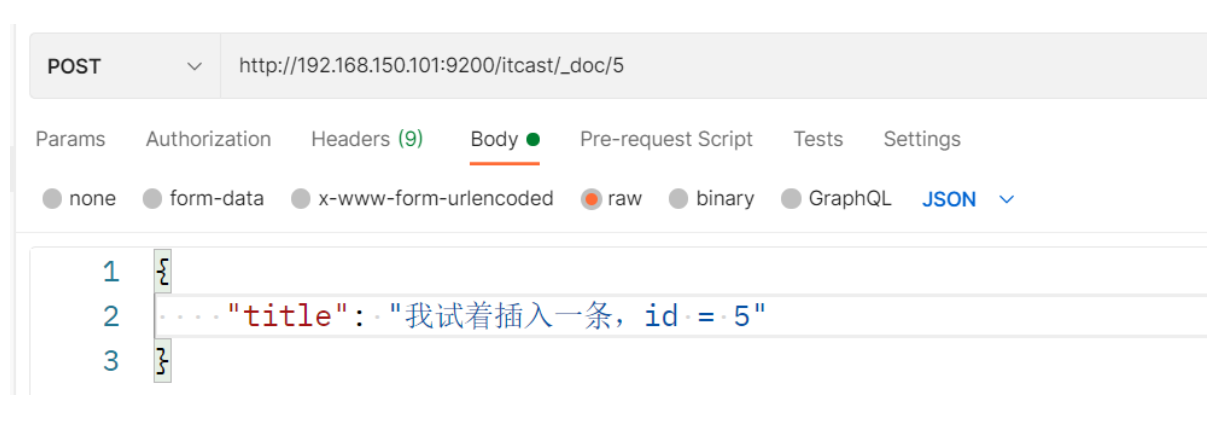 POST http://192.168.150.101:9200/itcast/_doc/5
Params Authorization Headers (9) Body Pre-request Script Tests Settings
none form-data x-www-form-urlencoded raw binary GraphQL JSON
1 {
2 "title": "我试着插入一条，id = 5"
3 }